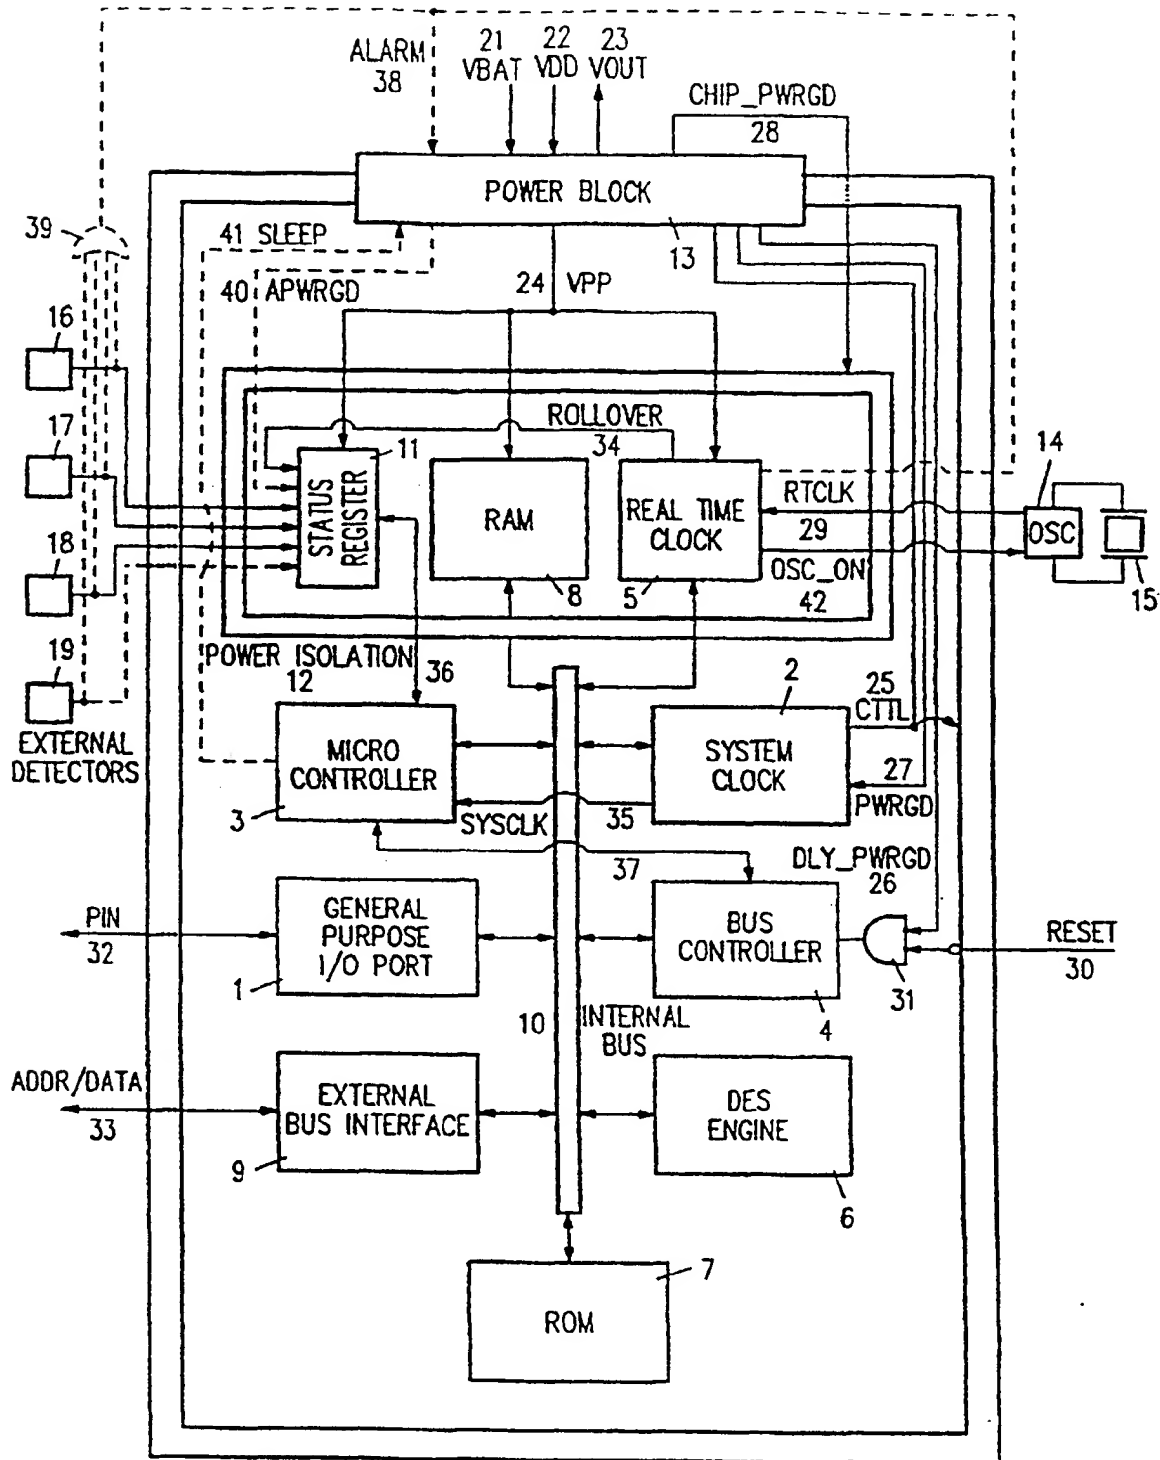 21
22
23
ALARM
38
VBAT
VDD
VOUT
CHIP_PWRGD
28
POWER BLOCK
13
39
41 SLEEP
40 APWRGD
24 VPP
16
17
18
19
EXTERNAL
DETECTORS
ROLLOVER
34
11
STATUS
REGISTER
RAM
8
REAL TIME
CLOCK
5
RTCLK
29
OSC_ON
42
14
OSC
15
POWER ISOLATION
12
36
MICRO
CONTROLLER
3
2
SYSTEM
CLOCK
25
CTTL
27
PWRGD
SYSCLK
35
37
DLY_PWRGD
26
PIN
32
GENERAL
PURPOSE
I/O PORT
1
BUS
CONTROLLER
4
31
RESET
30
10
INTERNAL
BUS
ADDR/DATA
33
EXTERNAL
BUS INTERFACE
9
DES
ENGINE
6
ROM
7